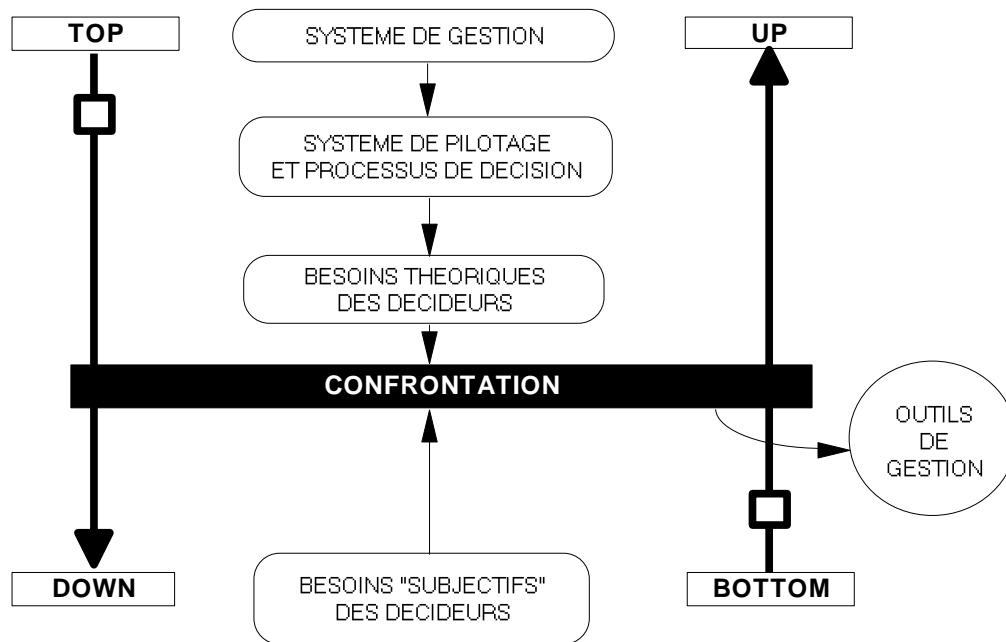 TOP
SYSTEME DE GESTION
UP
SYSTEME DE PILOTAGE
ET PROCESSUS DE DECISION
BESOINS THEORIQUES
DES DECIDEURS
CONFRONTATION
OUTILS
DE
GESTION
DOWN
BESOINS "SUBJECTIFS"
DES DECIDEURS
BOTTOM